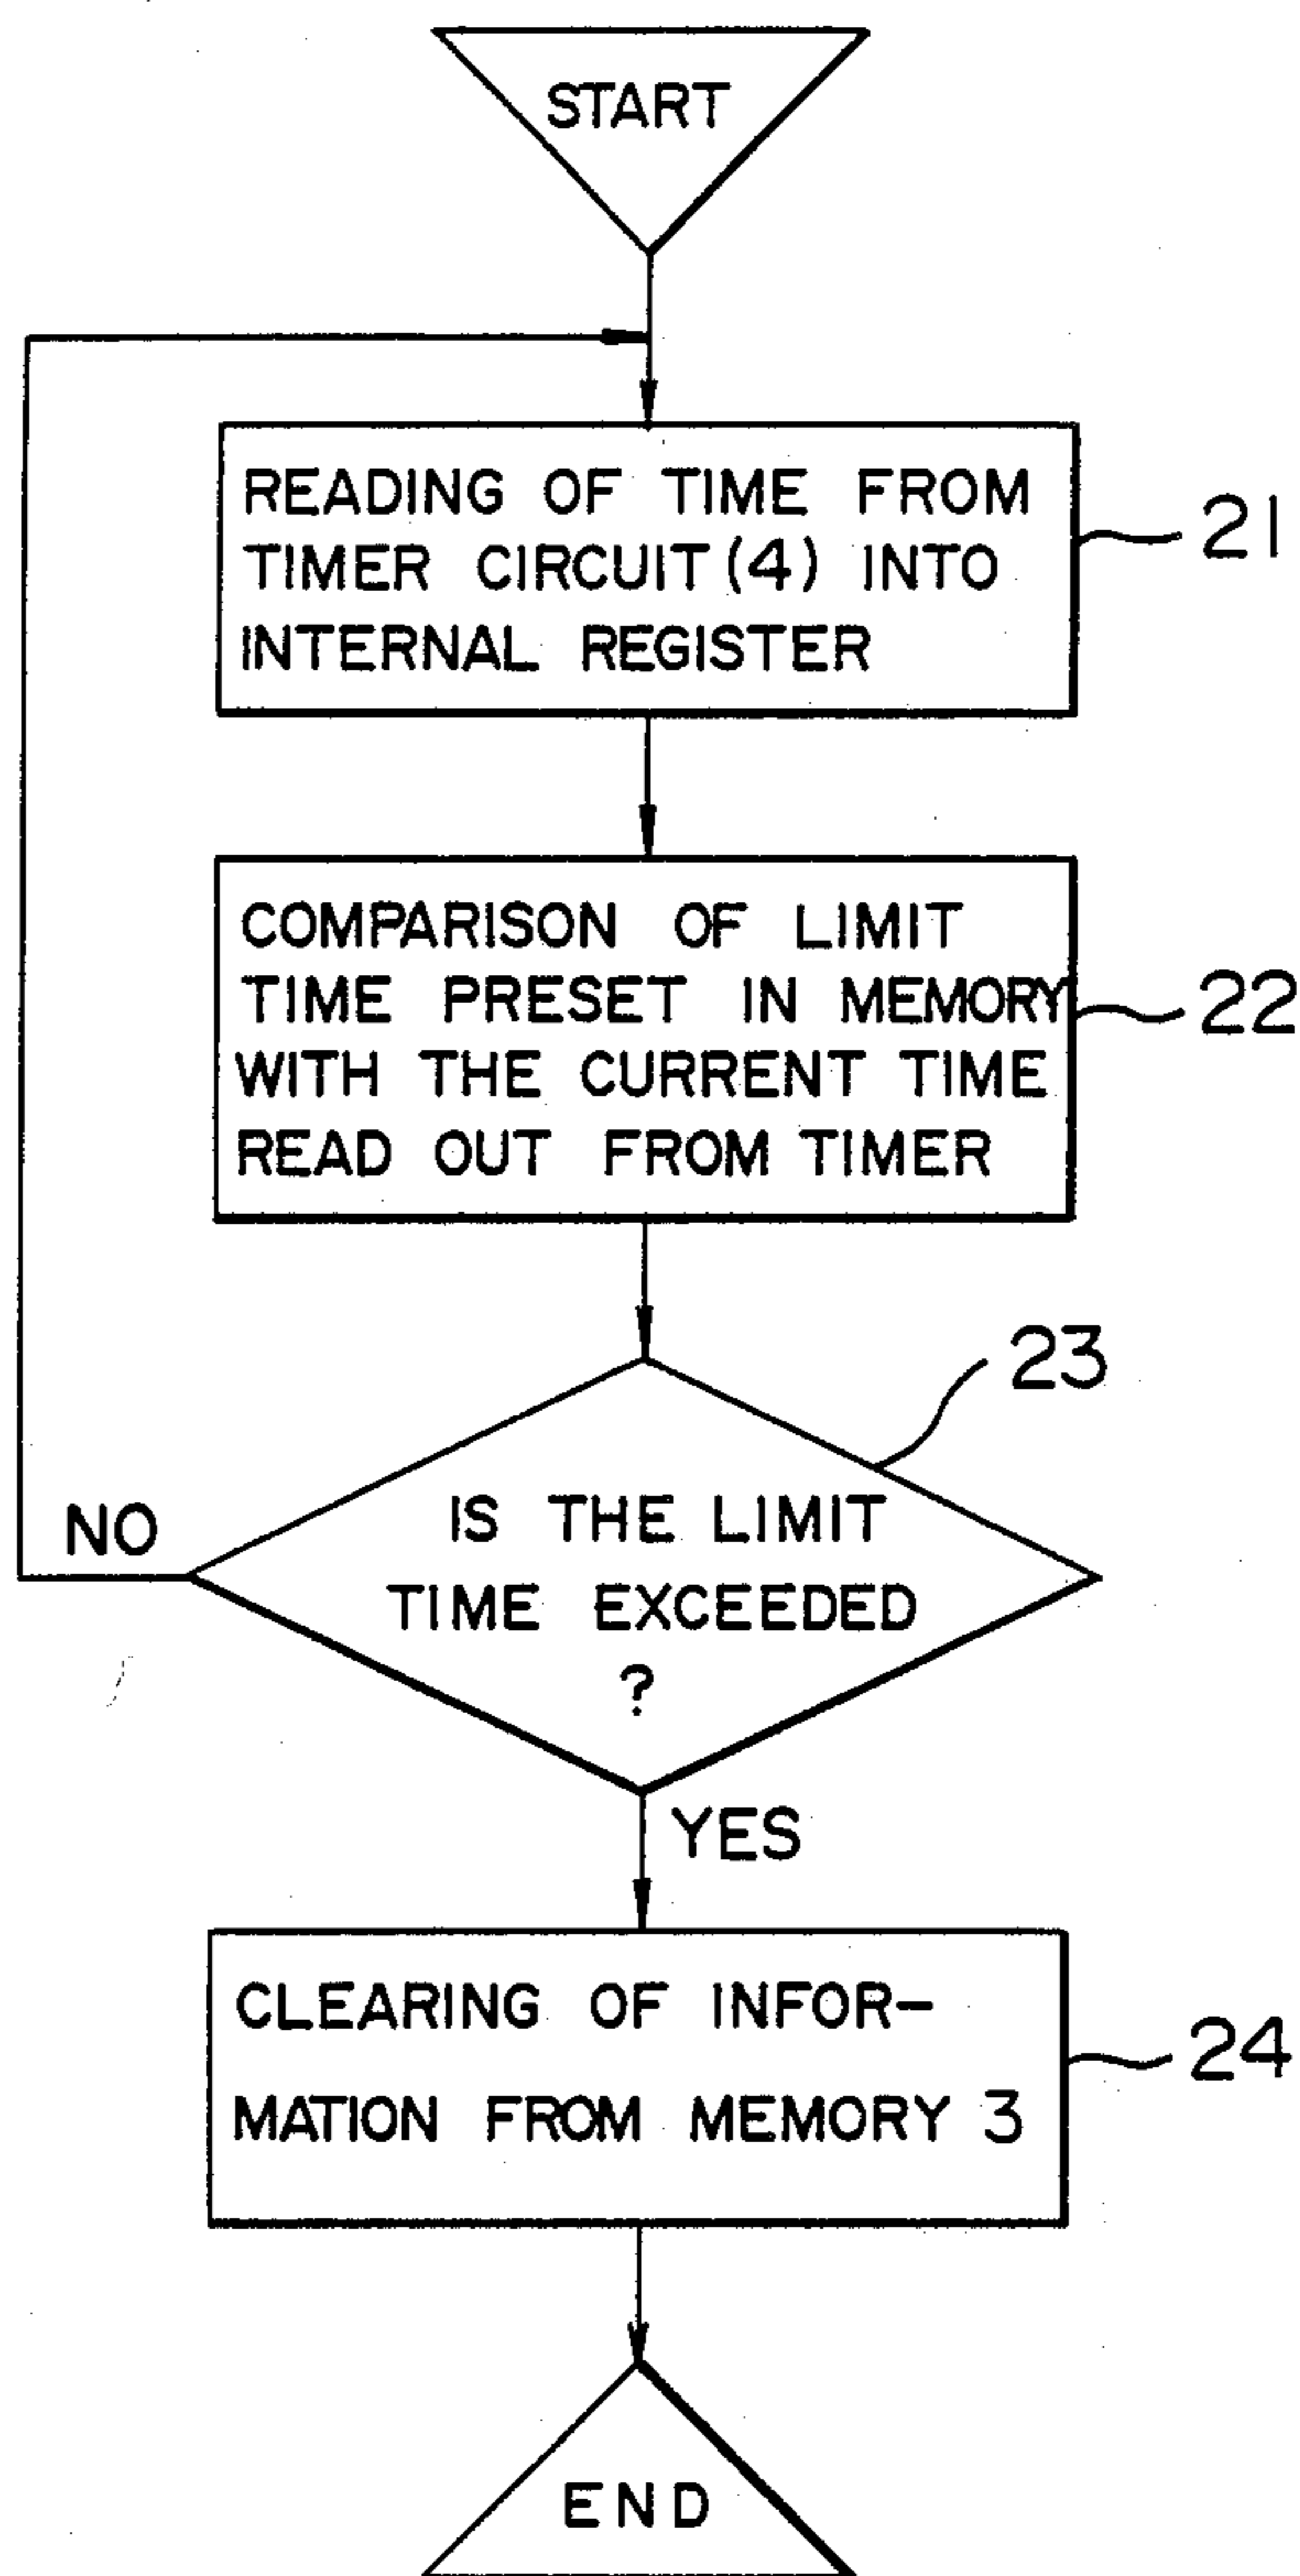 START
READING OF TIME FROM
TIMER CIRCUIT (4) INTO
INTERNAL REGISTER
21
COMPARISON OF LIMIT
TIME PRESET IN MEMORY
WITH THE CURRENT TIME
READ OUT FROM TIMER
22
23
IS THE LIMIT
TIME EXCEEDED
?
NO
YES
CLEARING OF INFOR-
MATION FROM MEMORY 3
24
END